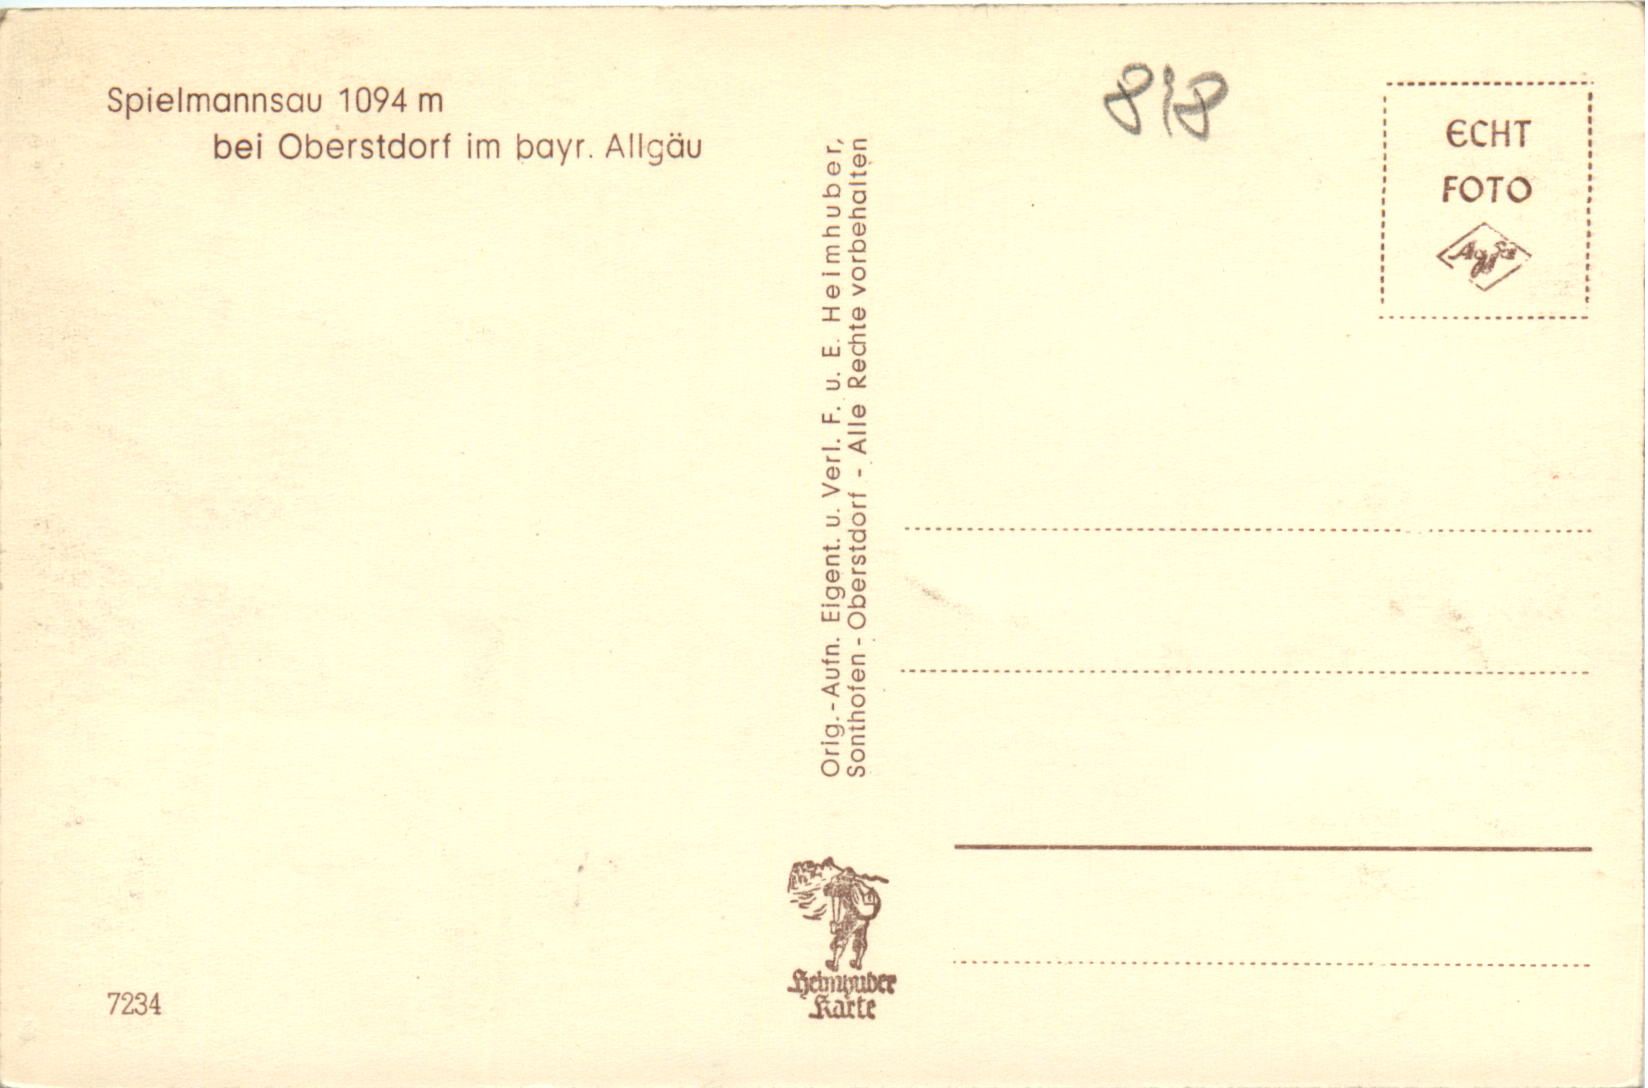 Spielmannsau 1094 m
bei Oberstdorf im bayr. Allgäu
818
ECHT
FOTO
Agfa
Orig.-Aufn. Eigent. u. Verl. F. u. E. Heimhuber,
Sonthofen - Oberstdorf - Alle Rechte vorbehalten
Heimhuber
Karte
7234